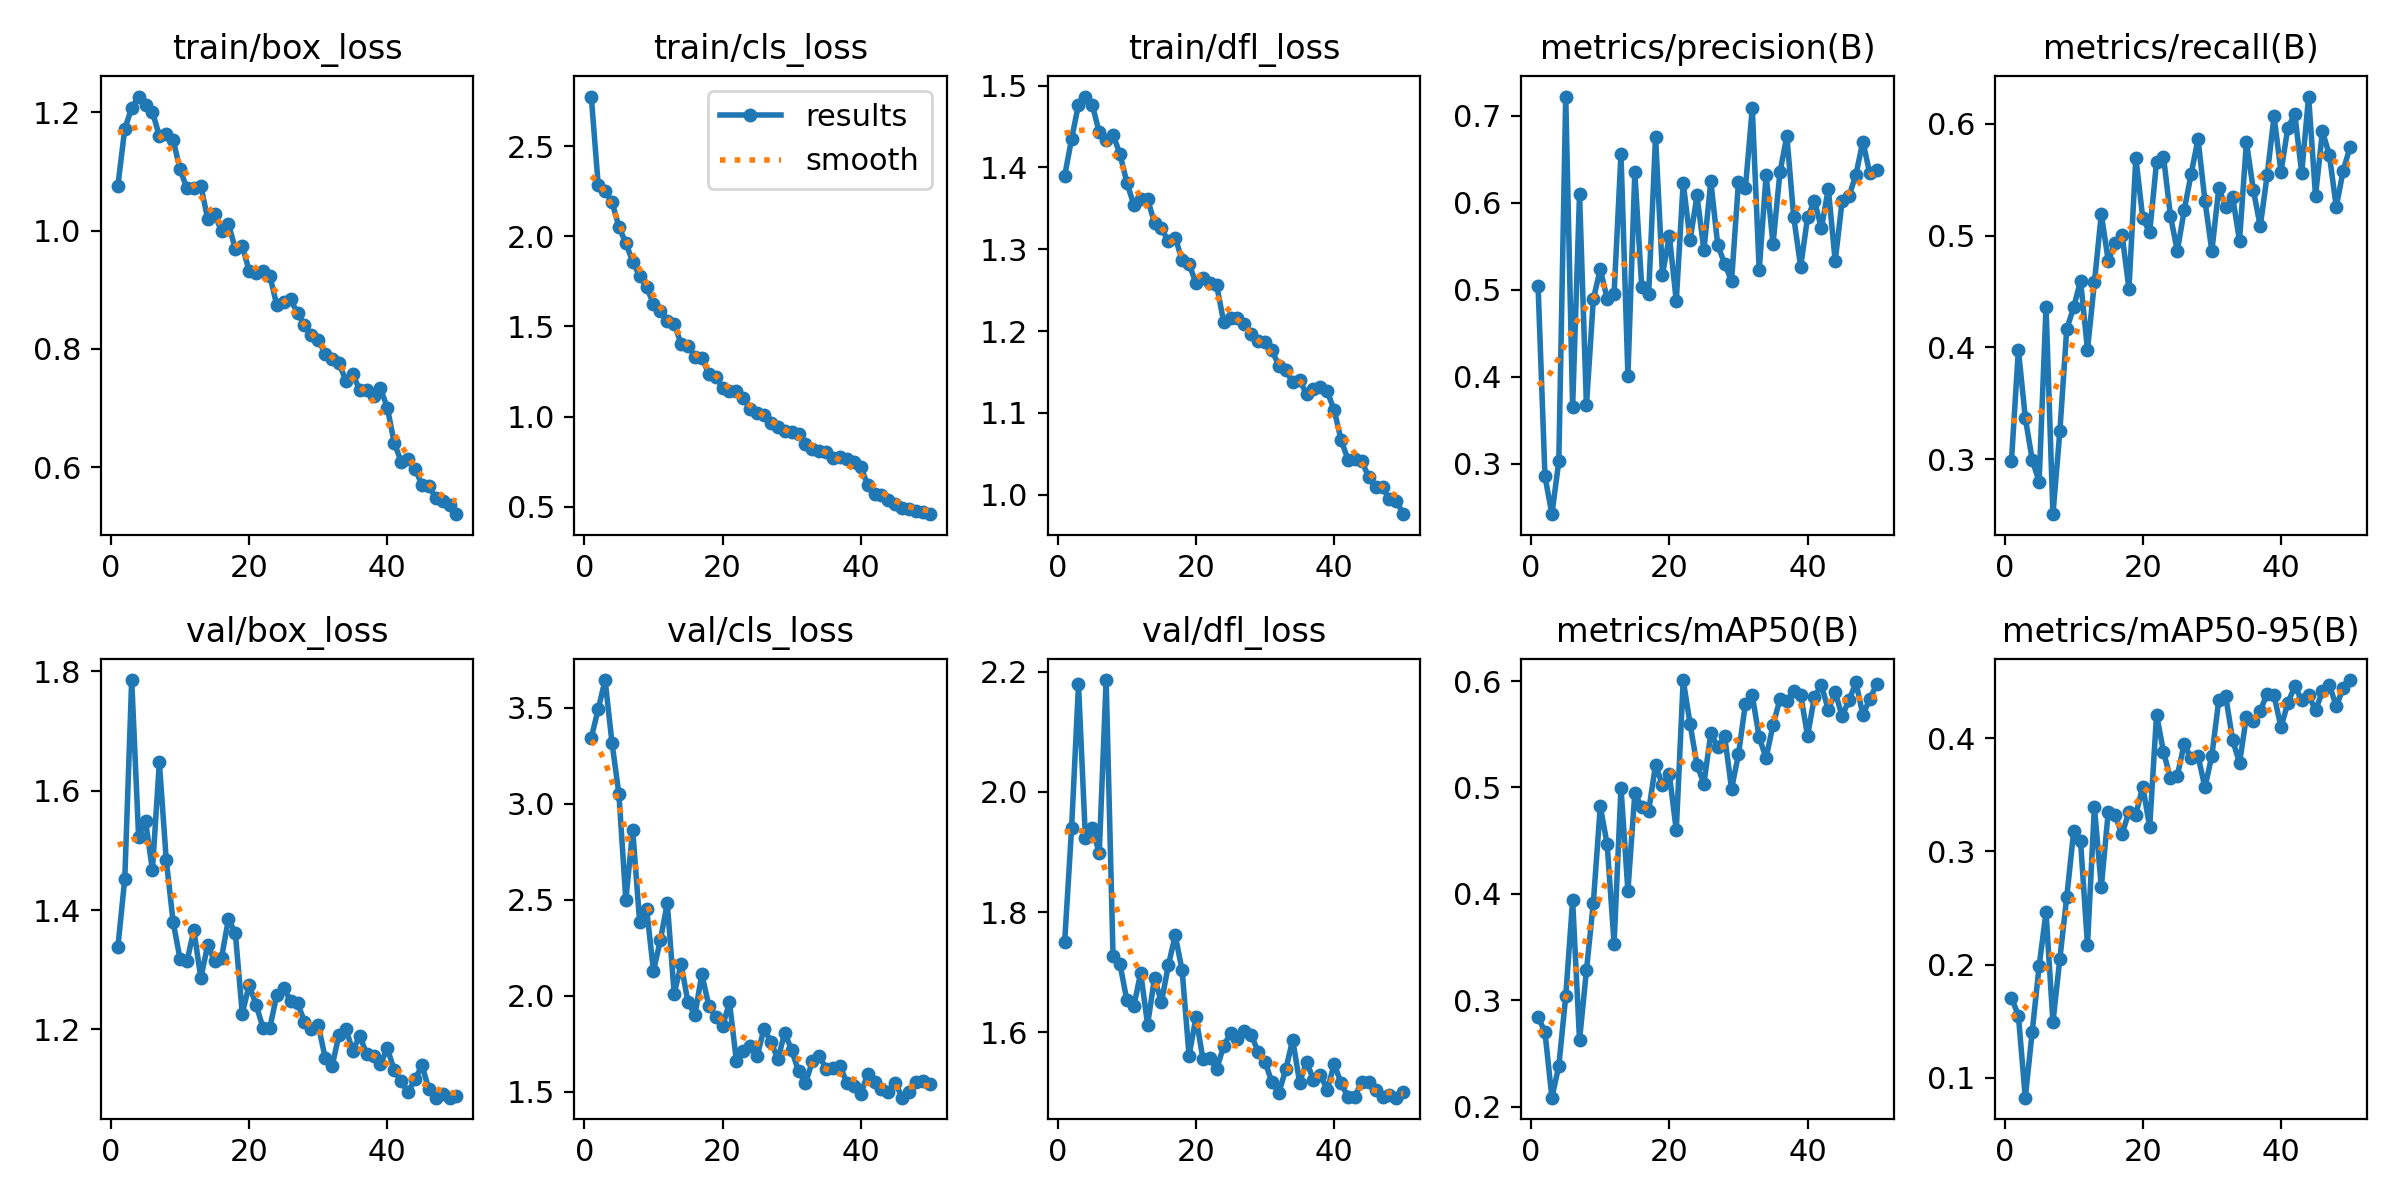 train/box_loss
1.2
1.0
0.8
0.6
0 20 40
train/cls_loss
results
smooth
2.5
2.0
1.5
1.0
0.5
0 20 40
train/dfl_loss
1.5
1.4
1.3
1.2
1.1
1.0
0 20 40
metrics/precision(B)
0.7
0.6
0.5
0.4
0.3
0 20 40
metrics/recall(B)
0.6
0.5
0.4
0.3
0 20 40
val/box_loss
1.8
1.6
1.4
1.2
0 20 40
val/cls_loss
3.5
3.0
2.5
2.0
1.5
0 20 40
val/dfl_loss
2.2
2.0
1.8
1.6
0 20 40
metrics/mAP50(B)
0.6
0.5
0.4
0.3
0.2
0 20 40
metrics/mAP50-95(B)
0.4
0.3
0.2
0.1
0 20 40